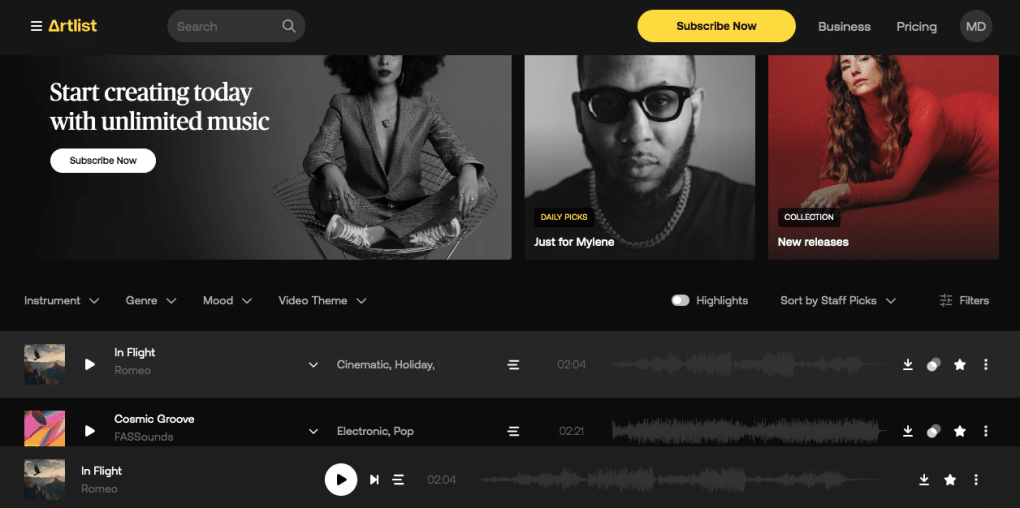 Artlist
Search
Subscribe Now
Business
Pricing
MD
Start creating today
with unlimited music
Subscribe Now
DAILY PICKS
Just for Mylene
COLLECTION
New releases
Instrument
Genre
Mood
Video Theme
Highlights
Sort by Staff Picks
Filters
In Flight
Romeo
Cinematic, Holiday,
02:04
Cosmic Groove
FASSounds
Electronic, Pop
02:21
In Flight
Romeo
02:04